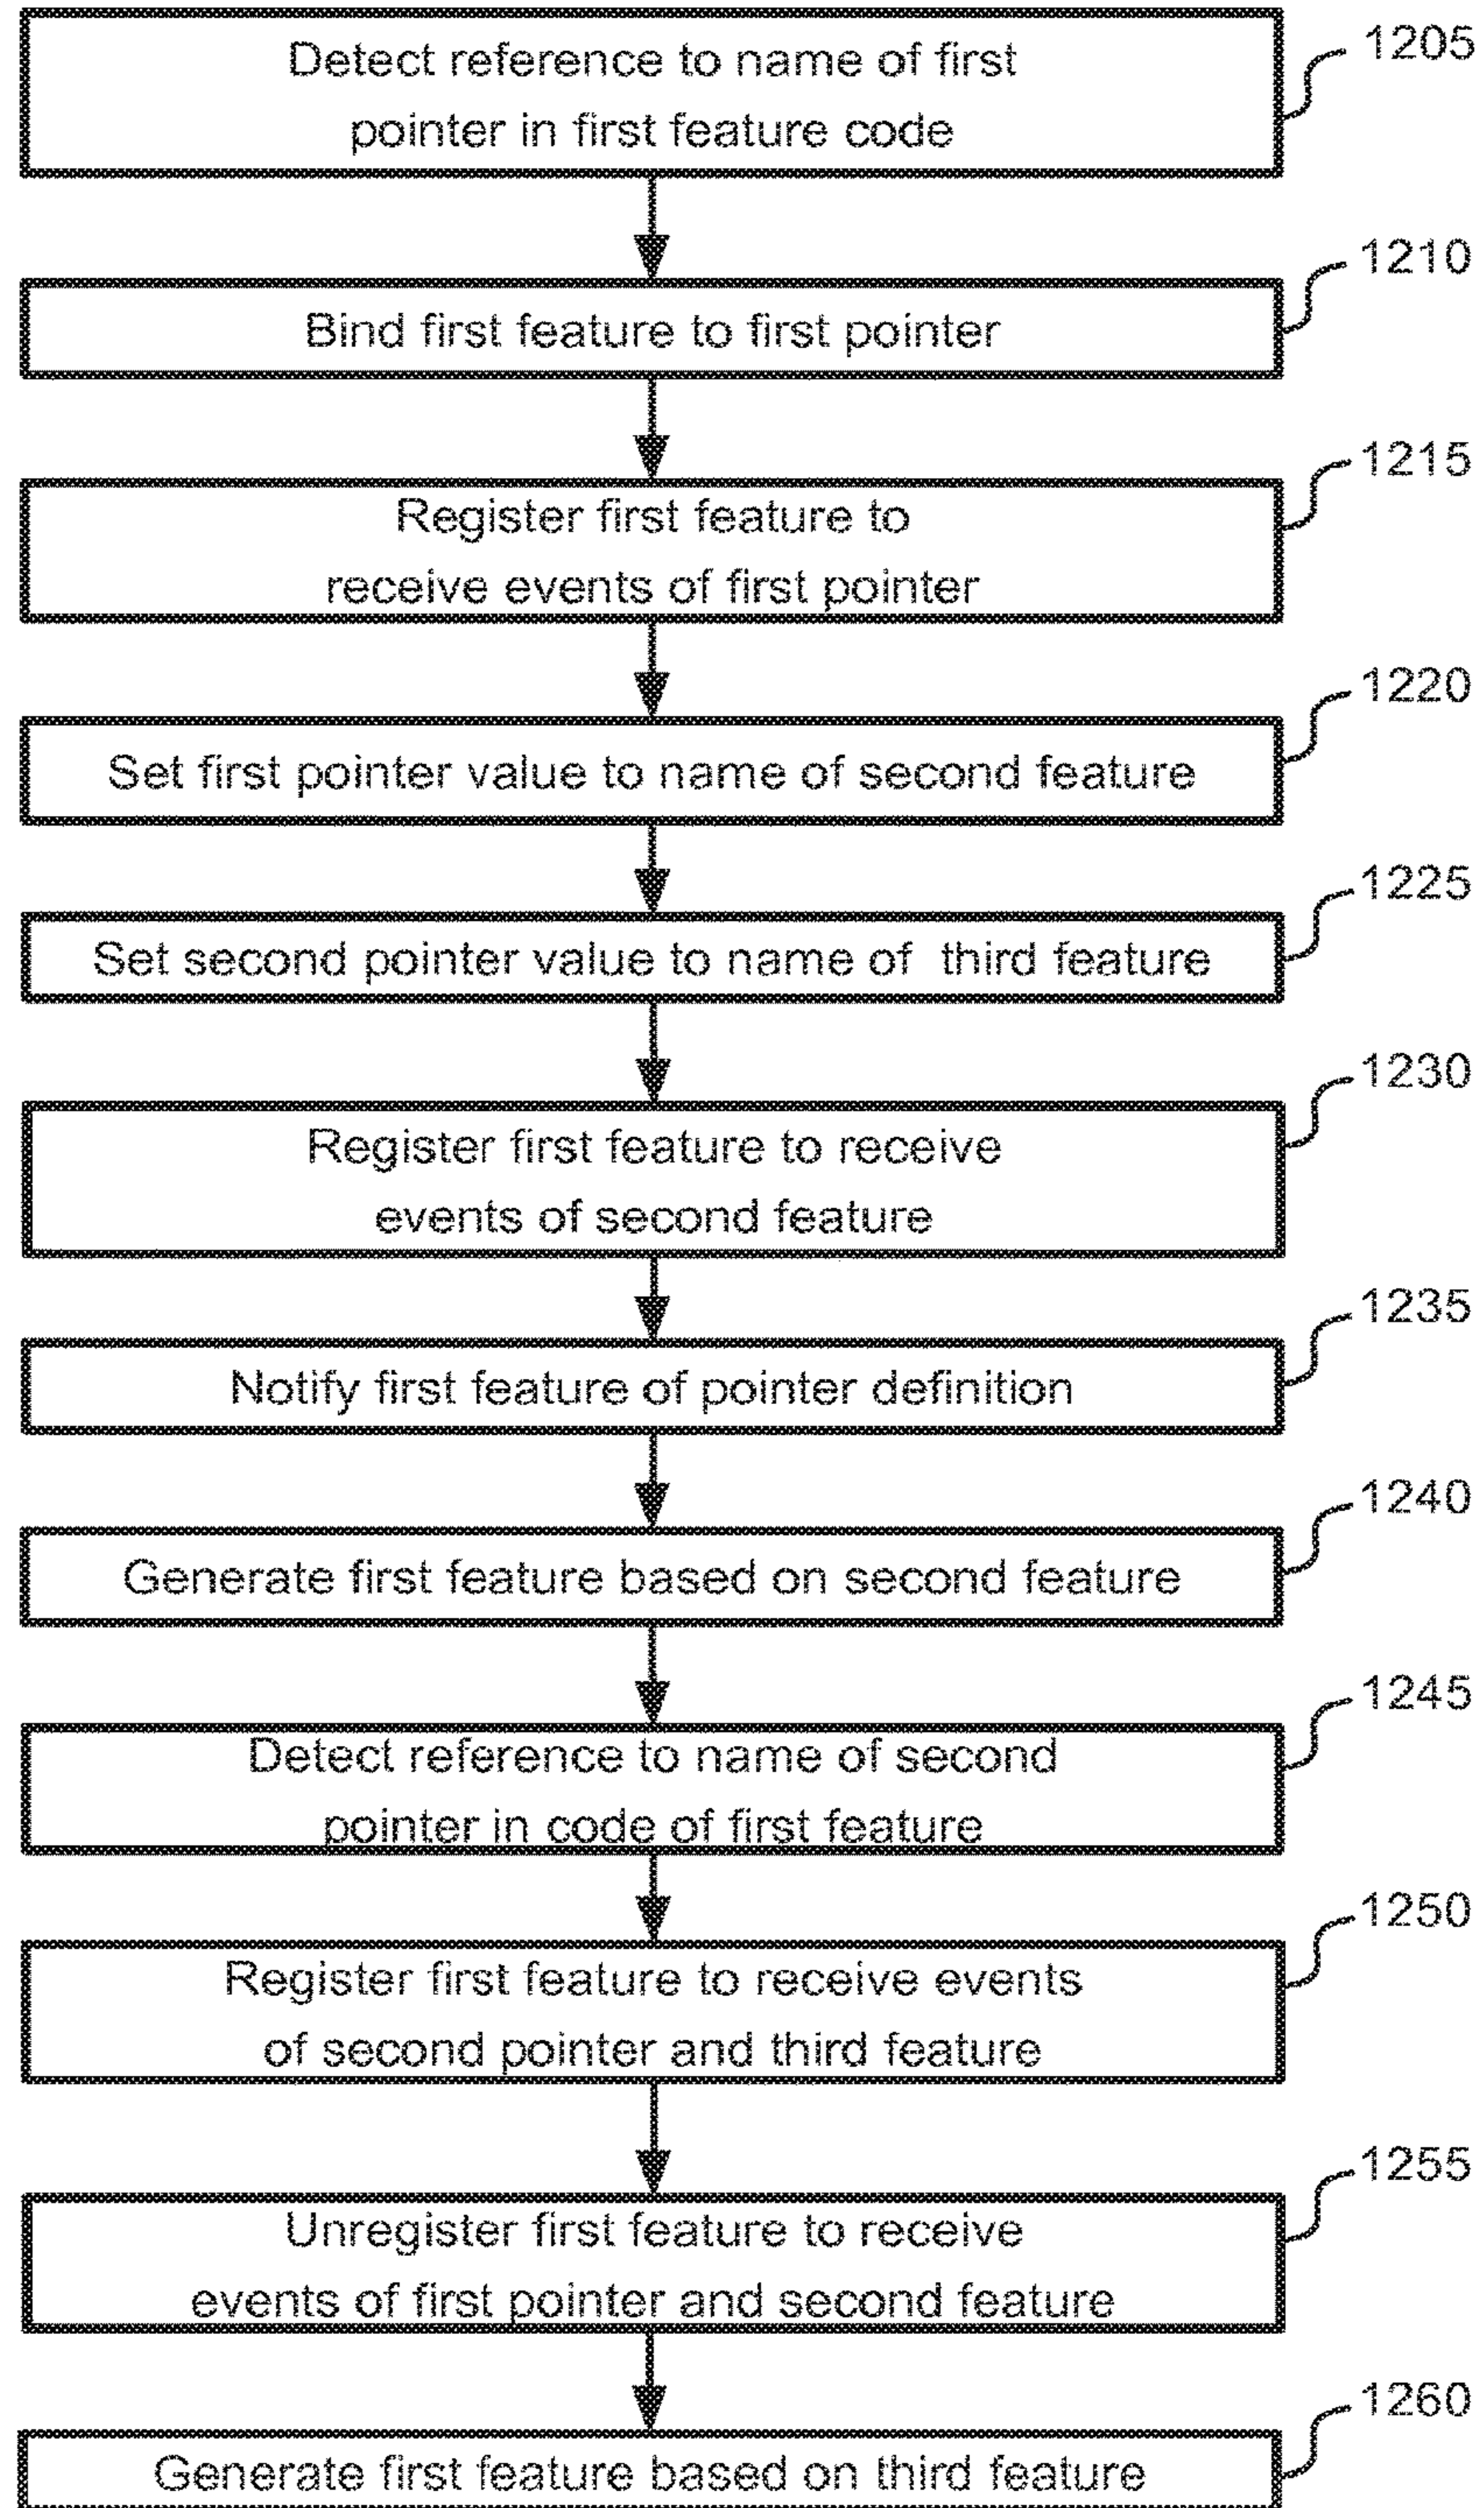 Detect reference to name of first
pointer in first feature code
1205
Bind first feature to first pointer
1210
Register first feature to
receive events of first pointer
1215
Set first pointer value to name of second feature
1220
Set second pointer value to name of third feature
1225
Register first feature to receive
events of second feature
1230
Notify first feature of pointer definition
1235
Generate first feature based on second feature
1240
Detect reference to name of second
pointer in code of first feature
1245
Register first feature to receive events
of second pointer and third feature
1250
Unregister first feature to receive
events of first pointer and second feature
1255
Generate first feature based on third feature
1260